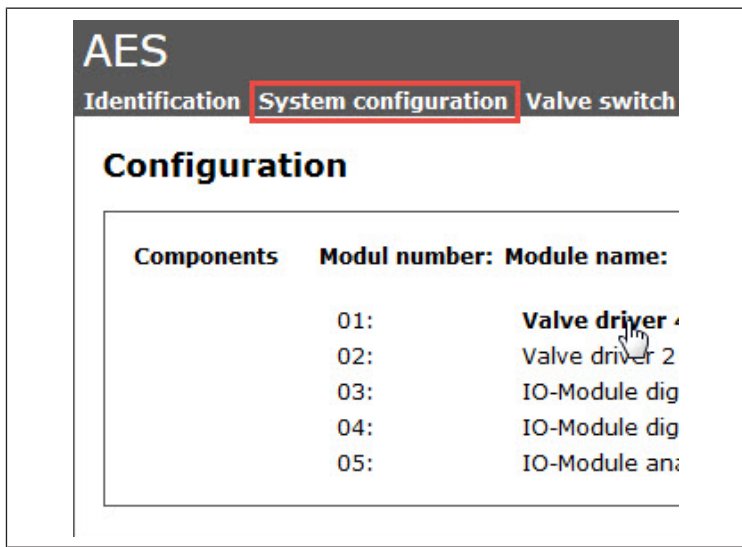 AES
Identification System configuration Valve switch
Configuration
Components Modul number: Module name:
01: Valve driver 4
02: Valve driver 2
03: IO-Module dig
04: IO-Module dig
05: IO-Module ana